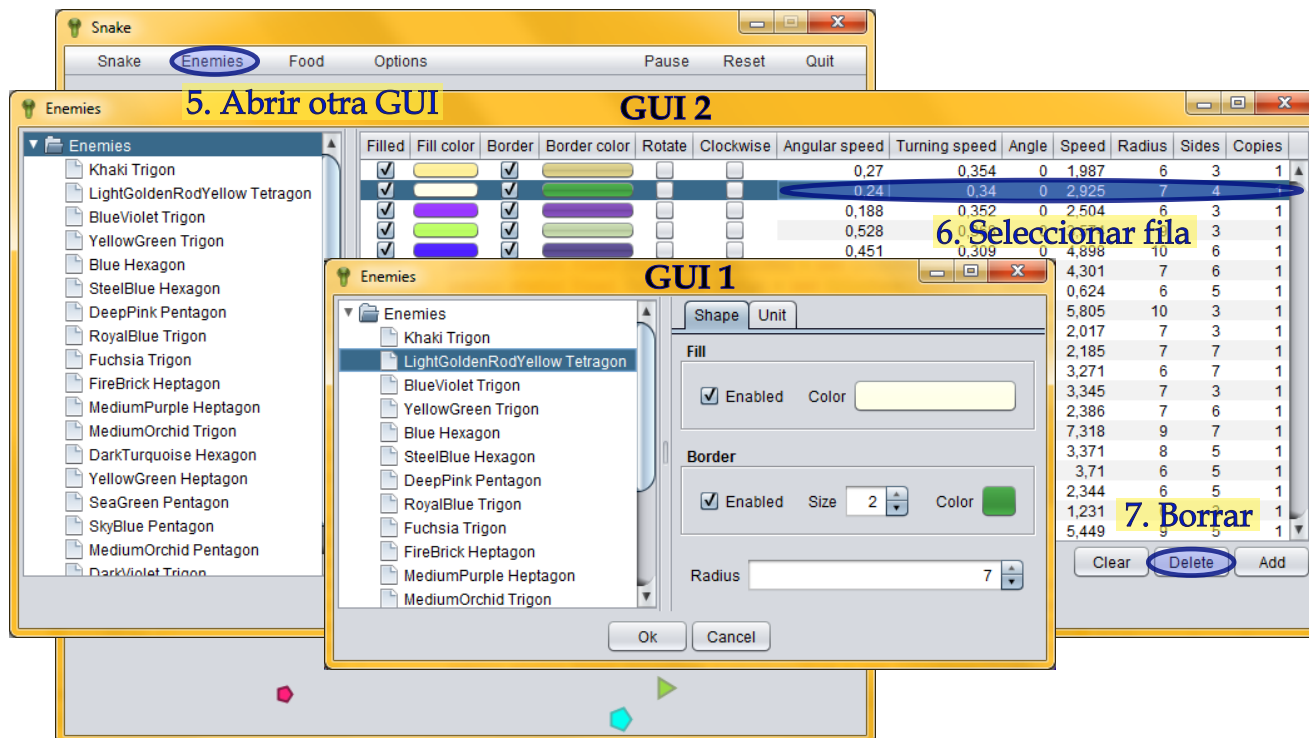 Snake
Snake Enemies Food Options Pause Reset Quit
5. Abrir otra GUI
Enemies
GUI 2
Enemies
Khaki Trigon
LightGoldenRodYellow Tetragon
BlueViolet Trigon
YellowGreen Trigon
Blue Hexagon
SteelBlue Hexagon
DeepPink Pentagon
RoyalBlue Trigon
Fuchsia Trigon
FireBrick Heptagon
MediumPurple Heptagon
MediumOrchid Trigon
DarkTurquoise Hexagon
YellowGreen Heptagon
SeaGreen Pentagon
SkyBlue Pentagon
MediumOrchid Pentagon
DarkViolet Trigon
Filled Fill color Border Border color Rotate Clockwise Angular speed Turning speed Angle Speed Radius Sides Copies
0,27 0,354 0 1,987 6 3 1
0,24 0,34 0 2,925 7 4 1
0,188 0,352 0 2,504 6 3 1
0,528 3 1
6. Seleccionar fila
0,451 0,309 0 4,898 10 6 1
4,301 7 6 1
0,624 6 5 1
5,805 10 3 1
2,017 7 3 1
2,185 7 7 1
3,271 6 7 1
3,345 7 3 1
2,386 7 6 1
7,318 9 7 1
3,371 8 5 1
3,71 6 5 1
2,344 6 5 1
1,231 1
5,449 9 5 1
7. Borrar
Clear Delete Add
Enemies
GUI 1
Enemies
Khaki Trigon
LightGoldenRodYellow Tetragon
BlueViolet Trigon
YellowGreen Trigon
Blue Hexagon
SteelBlue Hexagon
DeepPink Pentagon
RoyalBlue Trigon
Fuchsia Trigon
FireBrick Heptagon
MediumPurple Heptagon
MediumOrchid Trigon
Shape Unit
Fill
Enabled Color
Border
Enabled Size 2 Color
Radius 7
Ok Cancel